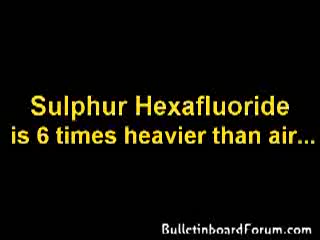 Sulphur Hexafluoride
is 6 times heavier than air...
BulletinboardForum.com